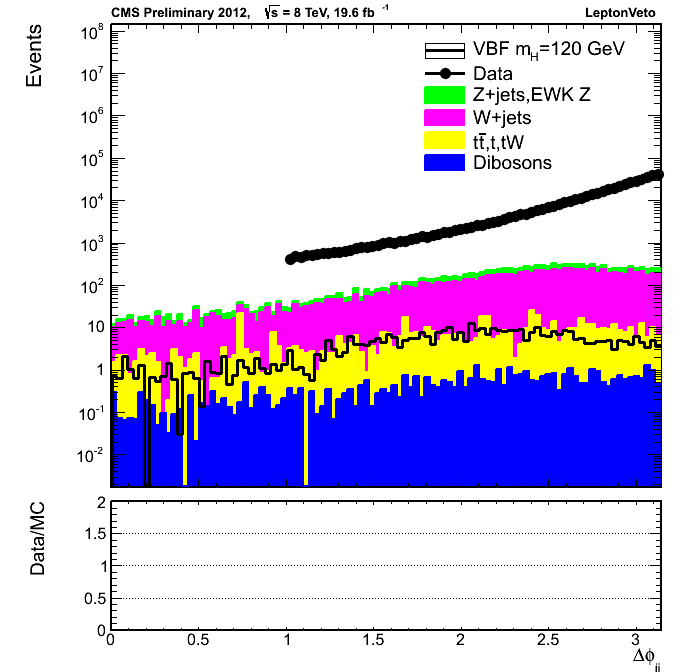 CMS Preliminary 2012, √s = 8 TeV, 19.6 fb⁻¹ LeptonVeto
Events
10⁸
10⁷
10⁶
10⁵
10⁴
10³
10²
10
1
10⁻¹
10⁻²
VBF m_H=120 GeV
Data
Z+jets,EWK Z
W+jets
tt̄,t,tW
Dibosons
Data/MC
2
1.5
1
0.5
0
0 0.5 1 1.5 2 2.5 3
Δϕ_jj